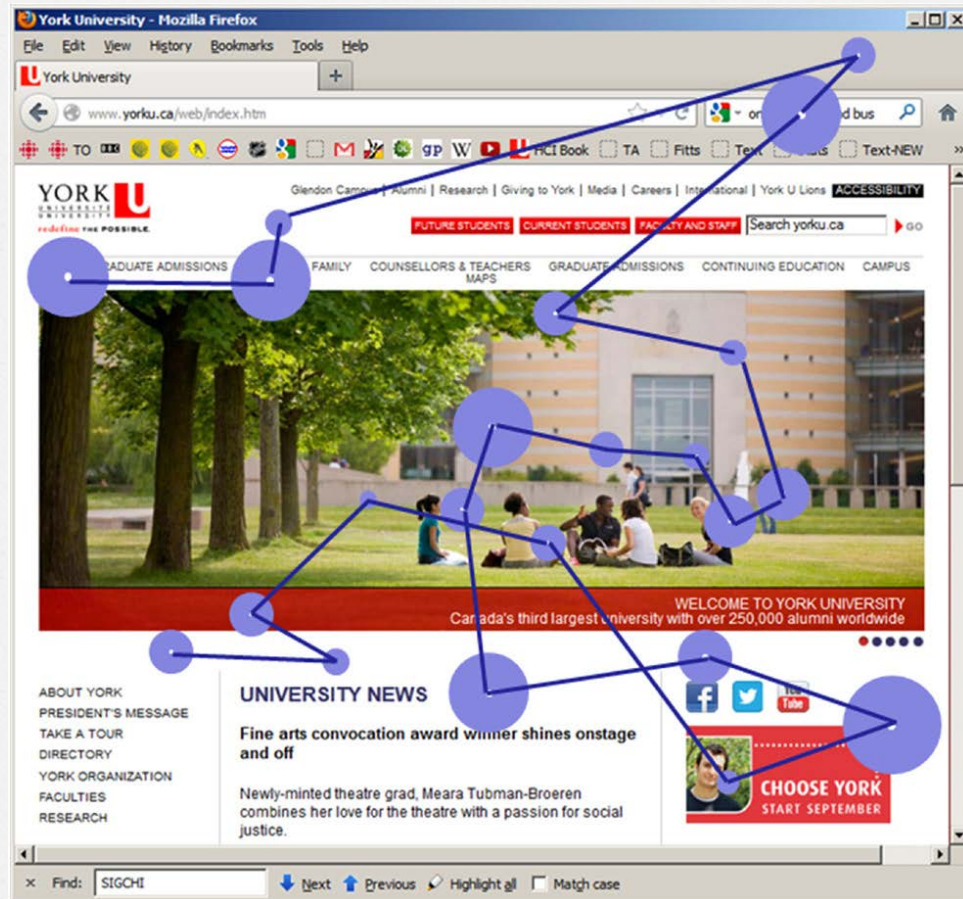 York University - Mozilla Firefox
File Edit View History Bookmarks Tools Help
York University +
www.yorku.ca/web/index.htm bus
TO gp W HCI Book TA Fitts Text Text-NEW »
YORK U
UNIVERSITÉ
UNIVERSITY
redefine THE POSSIBLE.
Glendon Campus | Alumni | Research | Giving to York | Media | Careers | International | York U Lions ACCESSIBILITY
FUTURE STUDENTS CURRENT STUDENTS FACULTY AND STAFF Search yorku.ca GO
ADMISSIONS FAMILY COUNSELLORS & TEACHERS GRADUATE ADMISSIONS CONTINUING EDUCATION CAMPUS
MAPS
WELCOME TO YORK UNIVERSITY
Canada's third largest university with over 250,000 alumni worldwide
ABOUT YORK
PRESIDENT'S MESSAGE
TAKE A TOUR
DIRECTORY
YORK ORGANIZATION
FACULTIES
RESEARCH
UNIVERSITY NEWS
Fine arts convocation award winner shines onstage
and off
Newly-minted theatre grad, Meara Tubman-Broeren
combines her love for the theatre with a passion for social
justice.
f You
Tube
CHOOSE YORK
START SEPTEMBER
× Find: SIGCHI Next Previous Highlight all Match case